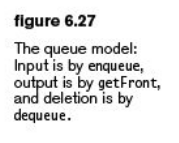 figure 6.27
The queue model:
Input is by enqueue,
output is by getFront,
and deletion is by
dequeue.